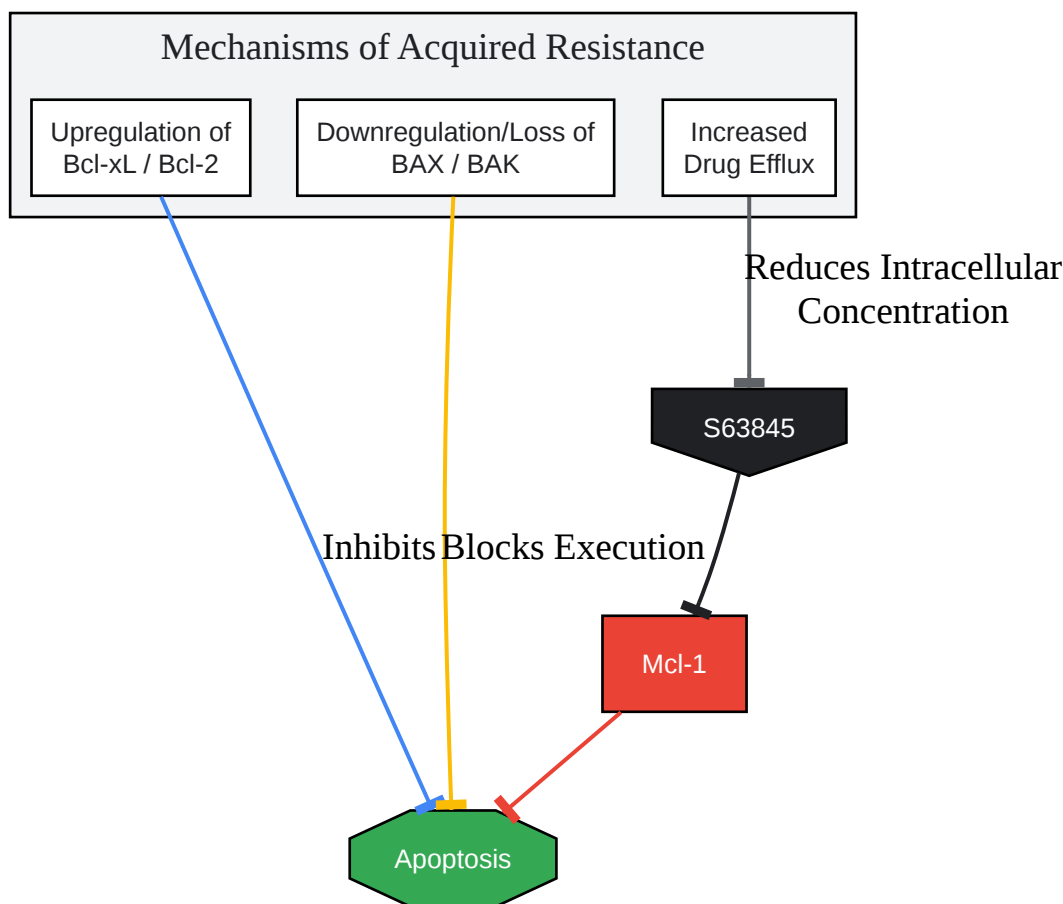 Mechanisms of Acquired Resistance
Upregulation of
Bcl-xL / Bcl-2
Downregulation/Loss of
BAX / BAK
Increased
Drug Efflux
Reduces Intracellular
Concentration
S63845
Inhibits
Blocks Execution
Mcl-1
Apoptosis